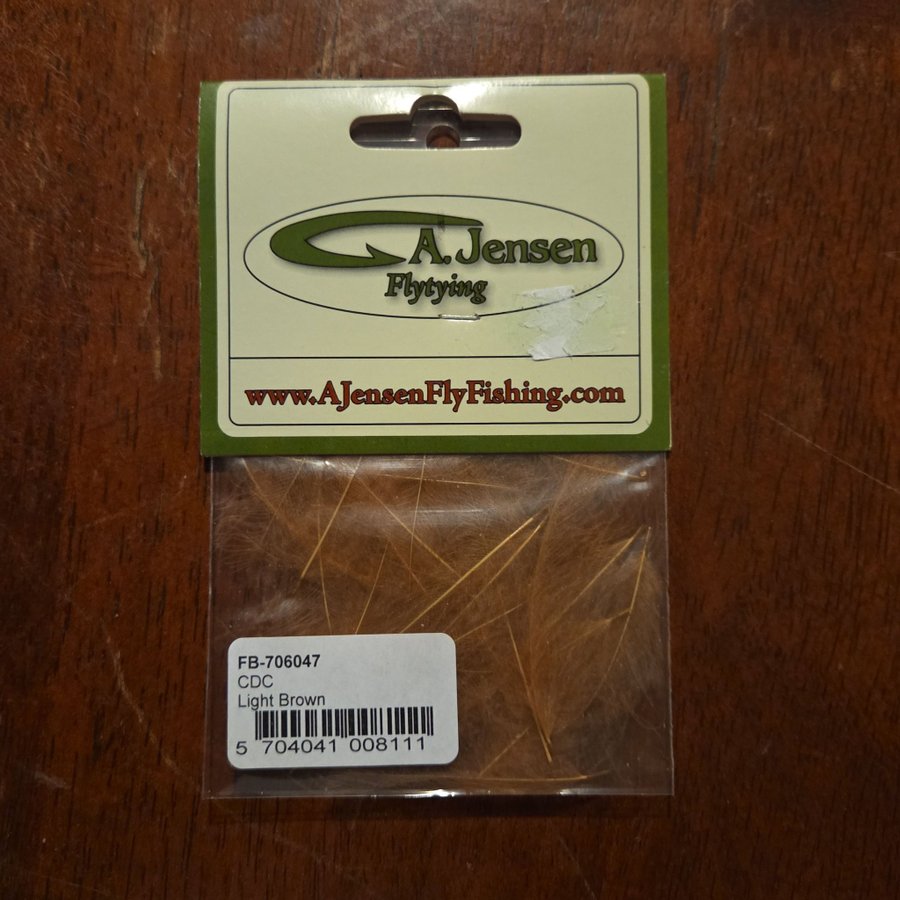 A. Jensen
Flytying
www.AJensenFlyFishing.com
FB-706047
CDC
Light Brown
5 704041 008111